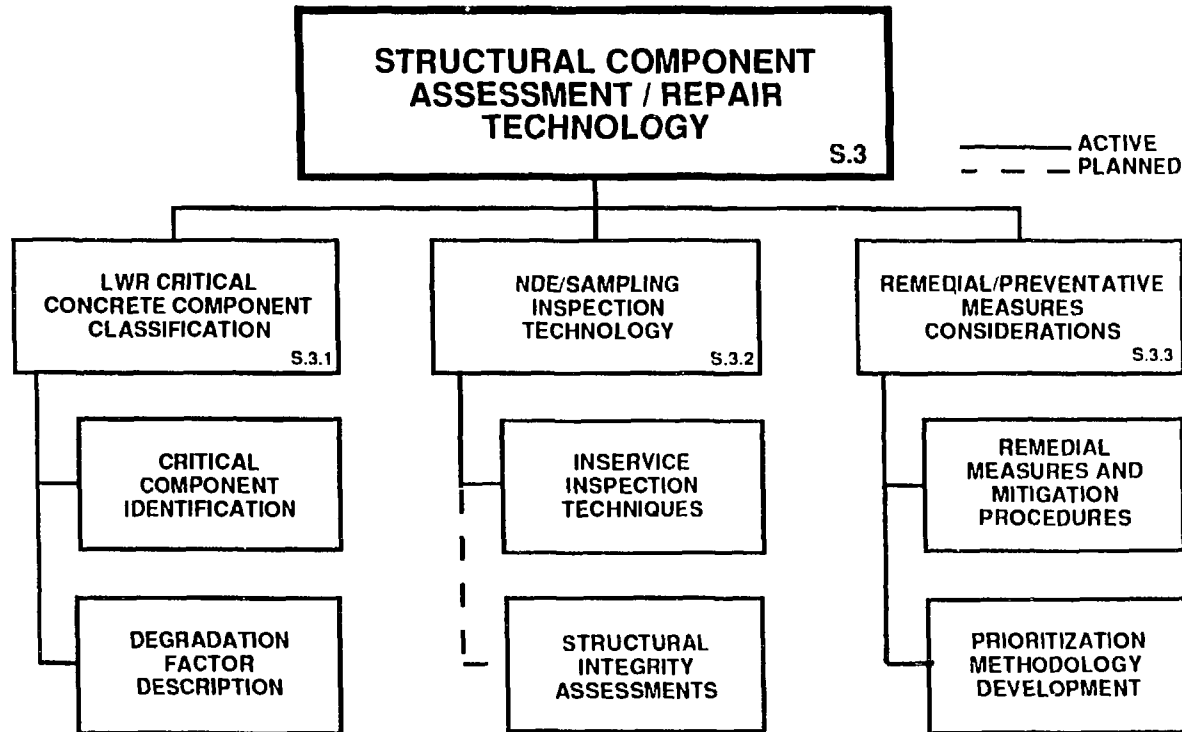 STRUCTURAL COMPONENT
ASSESSMENT / REPAIR
TECHNOLOGY
S.3
ACTIVE
PLANNED
LWR CRITICAL
CONCRETE COMPONENT
CLASSIFICATION
S.3.1
NDE/SAMPLING
INSPECTION
TECHNOLOGY
S.3.2
REMEDIAL/PREVENTATIVE
MEASURES
CONSIDERATIONS
S.3.3
CRITICAL
COMPONENT
IDENTIFICATION
INSERVICE
INSPECTION
TECHNIQUES
REMEDIAL
MEASURES AND
MITIGATION
PROCEDURES
DEGRADATION
FACTOR
DESCRIPTION
STRUCTURAL
INTEGRITY
ASSESSMENTS
PRIORITIZATION
METHODOLOGY
DEVELOPMENT